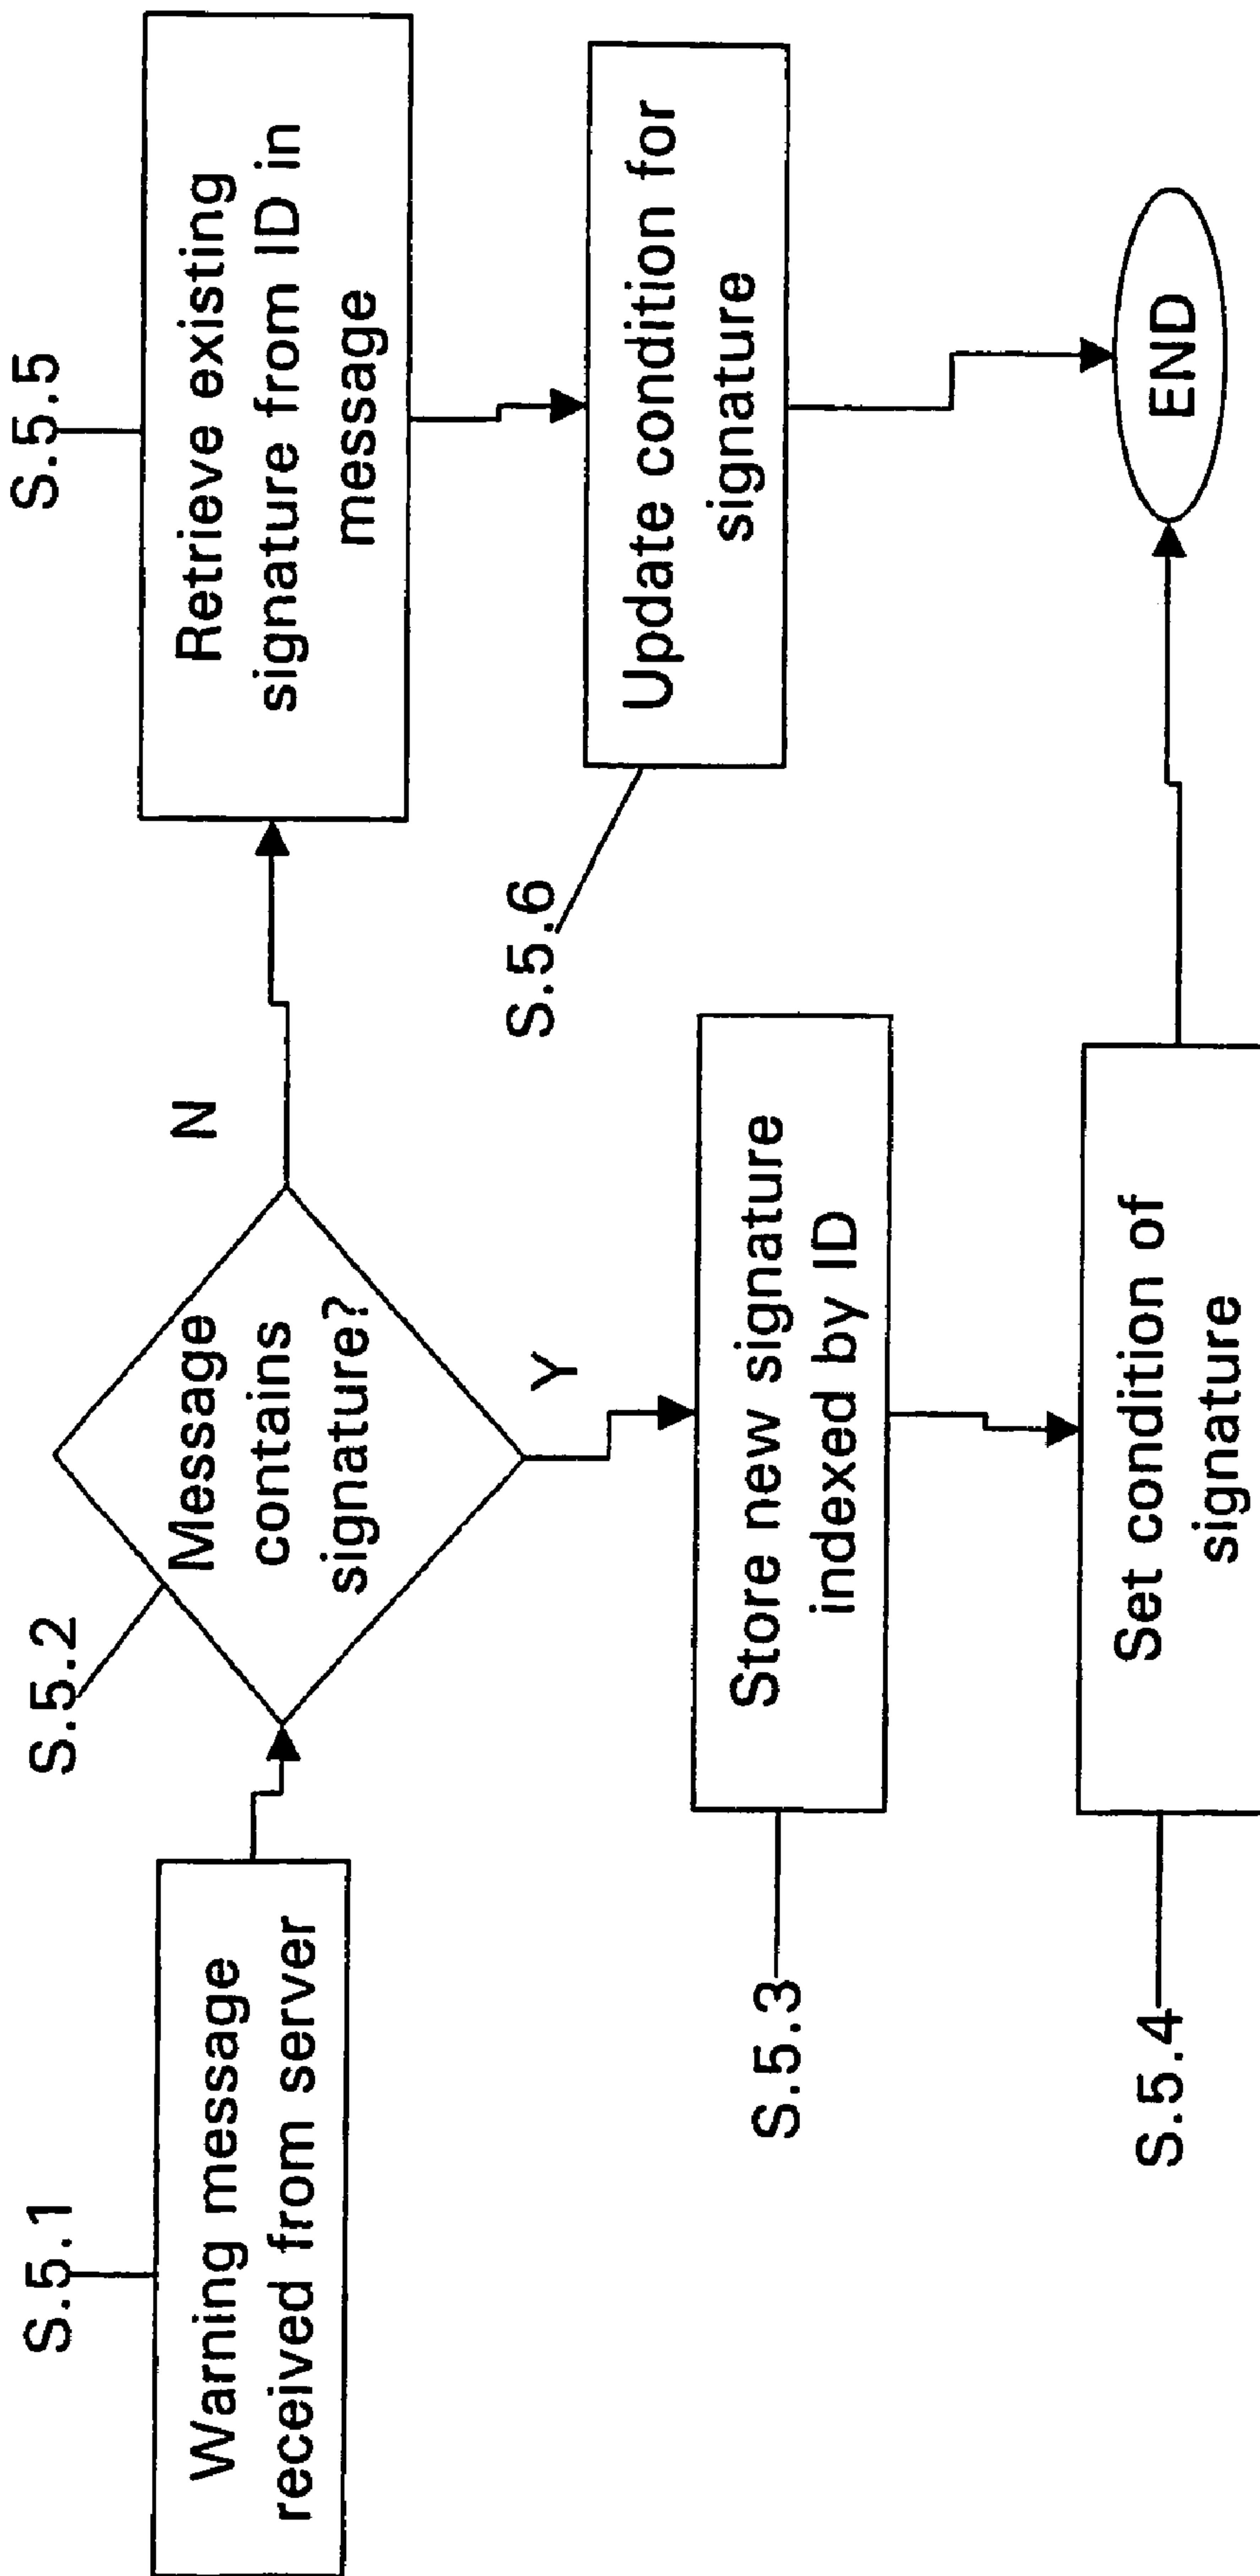 S.5.1
Warning message
received from server
S.5.2
Message
contains
signature?
N
Y
S.5.3
Store new signature
indexed by ID
S.5.4
Set condition of
signature
S.5.5
Retrieve existing
signature from ID in
message
S.5.6
Update condition for
signature
END